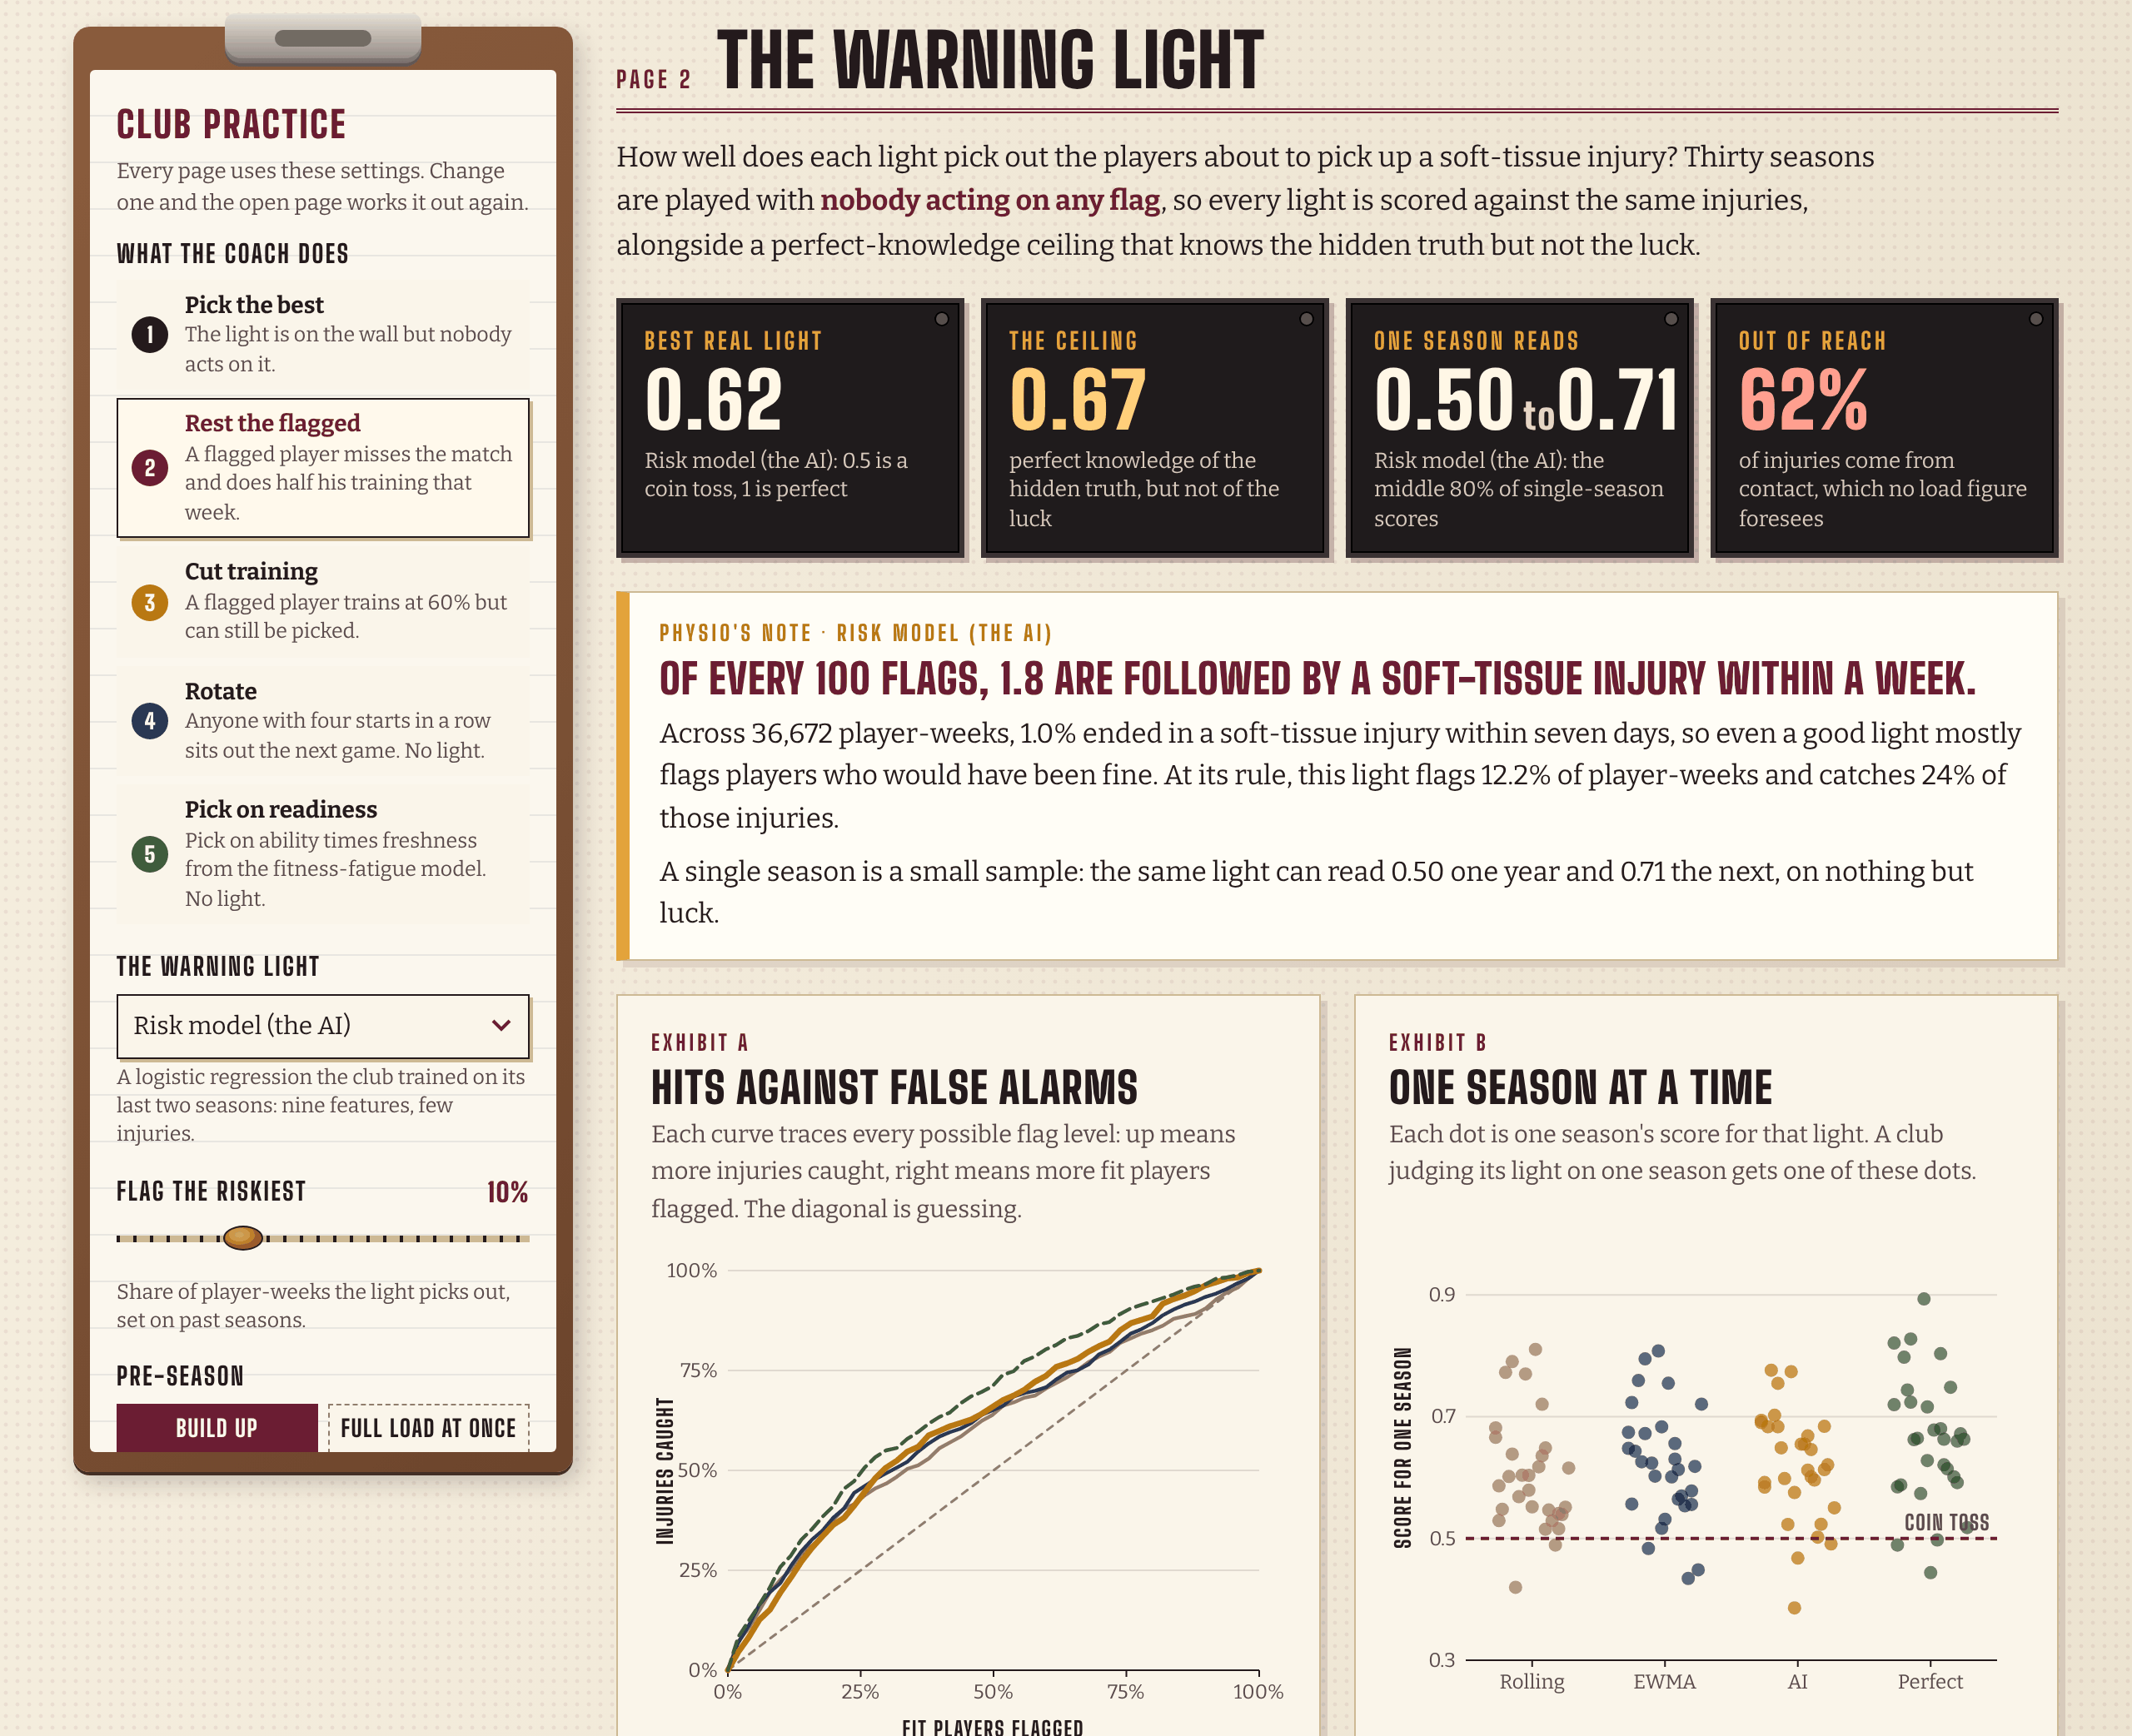 CLUB PRACTICE
Every page uses these settings. Change
one and the open page works it out again.
WHAT THE COACH DOES
1
Pick the best
The light is on the wall but nobody
acts on it.
2
Rest the flagged
A flagged player misses the match
and does half his training that
week.
3
Cut training
A flagged player trains at 60% but
can still be picked.
4
Rotate
Anyone with four starts in a row
sits out the next game. No light.
5
Pick on readiness
Pick on ability times freshness
from the fitness-fatigue model.
No light.
THE WARNING LIGHT
Risk model (the AI)
A logistic regression the club trained on its
last two seasons: nine features, few
injuries.
FLAG THE RISKIEST 10%
Share of player-weeks the light picks out,
set on past seasons.
PRE-SEASON
BUILD UP FULL LOAD AT ONCE
PAGE 2 THE WARNING LIGHT
How well does each light pick out the players about to pick up a soft-tissue injury? Thirty seasons
are played with nobody acting on any flag, so every light is scored against the same injuries,
alongside a perfect-knowledge ceiling that knows the hidden truth but not the luck.
BEST REAL LIGHT
0.62
Risk model (the AI): 0.5 is a
coin toss, 1 is perfect
THE CEILING
0.67
perfect knowledge of the
hidden truth, but not of the
luck
ONE SEASON READS
0.50 to 0.71
Risk model (the AI): the
middle 80% of single-season
scores
OUT OF REACH
62%
of injuries come from
contact, which no load figure
foresees
PHYSIO'S NOTE · RISK MODEL (THE AI)
OF EVERY 100 FLAGS, 1.8 ARE FOLLOWED BY A SOFT-TISSUE INJURY WITHIN A WEEK.
Across 36,672 player-weeks, 1.0% ended in a soft-tissue injury within seven days, so even a good light mostly
flags players who would have been fine. At its rule, this light flags 12.2% of player-weeks and catches 24% of
those injuries.
A single season is a small sample: the same light can read 0.50 one year and 0.71 the next, on nothing but
luck.
EXHIBIT A
HITS AGAINST FALSE ALARMS
Each curve traces every possible flag level: up means
more injuries caught, right means more fit players
flagged. The diagonal is guessing.
INJURIES CAUGHT
100%
75%
50%
25%
0%
0% 25% 50% 75% 100%
FIT PLAYERS FLAGGED
EXHIBIT B
ONE SEASON AT A TIME
Each dot is one season's score for that light. A club
judging its light on one season gets one of these dots.
SCORE FOR ONE SEASON
0.9
0.7
COIN TOSS
0.5
0.3
Rolling EWMA AI Perfect